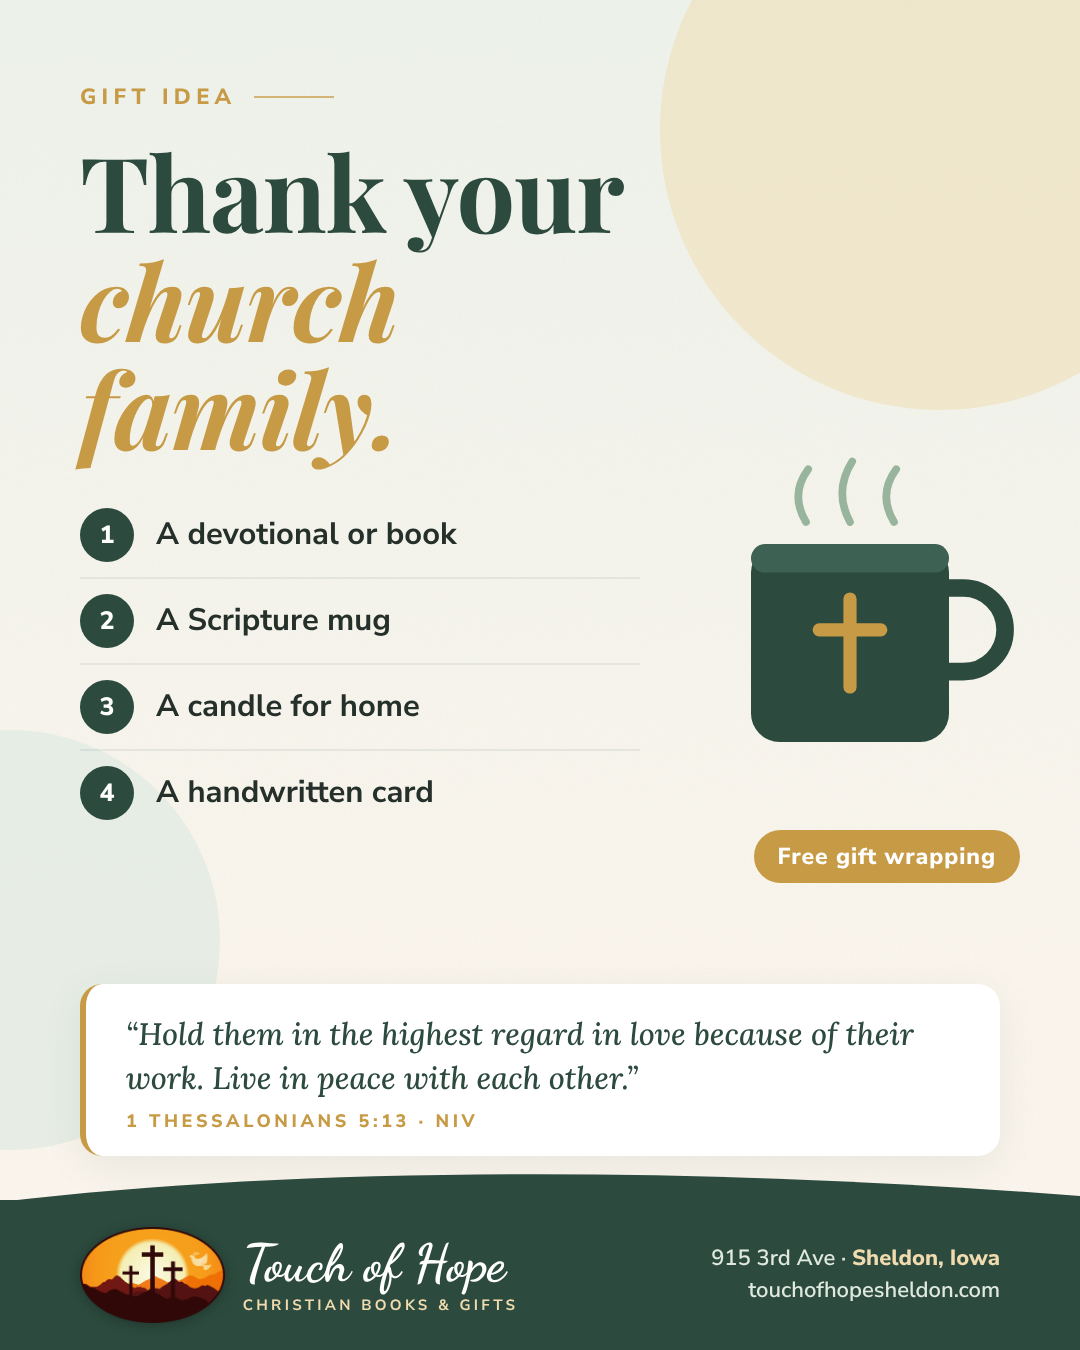 GIFT IDEA
Thank your
church
family.
1 A devotional or book
2 A Scripture mug
3 A candle for home
4 A handwritten card
Free gift wrapping
“Hold them in the highest regard in love because of their
work. Live in peace with each other.”
1 THESSALONIANS 5:13 · NIV
Touch of Hope
CHRISTIAN BOOKS & GIFTS
915 3rd Ave · Sheldon, Iowa
touchofhopesheldon.com